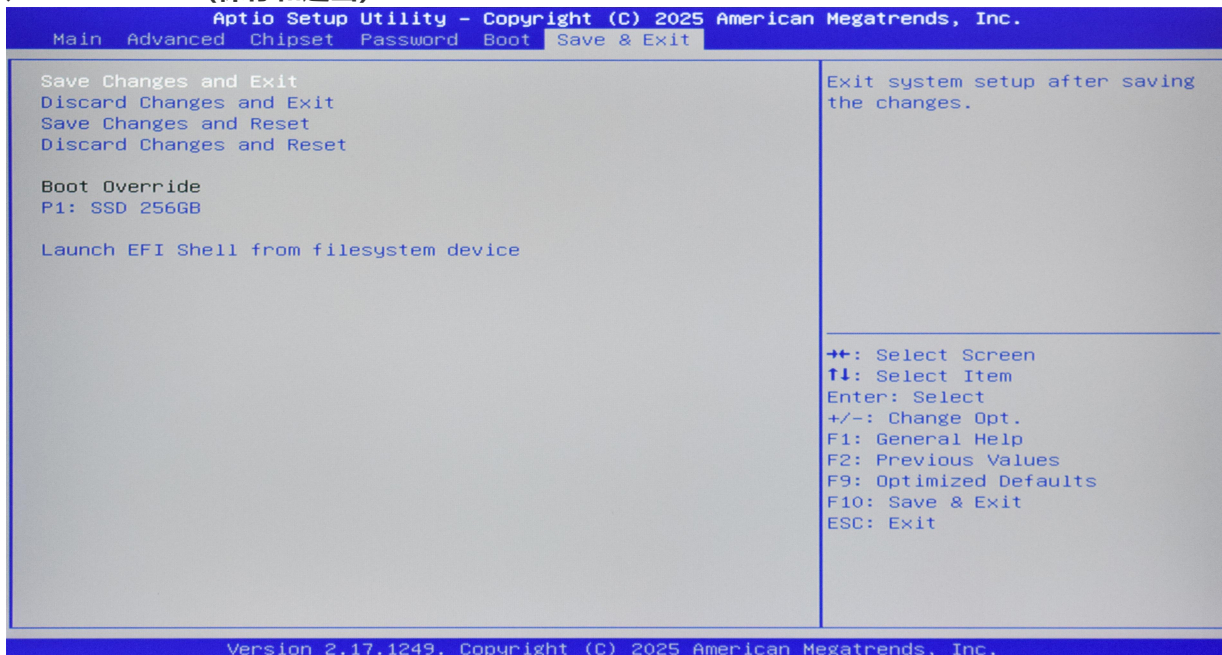 Aptio Setup Utility – Copyright (C) 2025 American Megatrends, Inc.
Main Advanced Chipset Password Boot Save & Exit
Save Changes and Exit
Discard Changes and Exit
Save Changes and Reset
Discard Changes and Reset
Boot Override
P1: SSD 256GB
Launch EFI Shell from filesystem device
Exit system setup after saving
the changes.
→←: Select Screen
↑↓: Select Item
Enter: Select
+/-: Change Opt.
F1: General Help
F2: Previous Values
F9: Optimized Defaults
F10: Save & Exit
ESC: Exit
Version 2.17.1249. Copyright (C) 2025 American Megatrends, Inc.